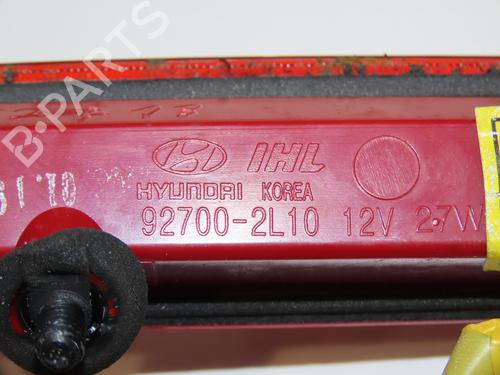 B-PARTS
IHL
HYUNDAI KOREA
92700-2L10 12V 2.7W